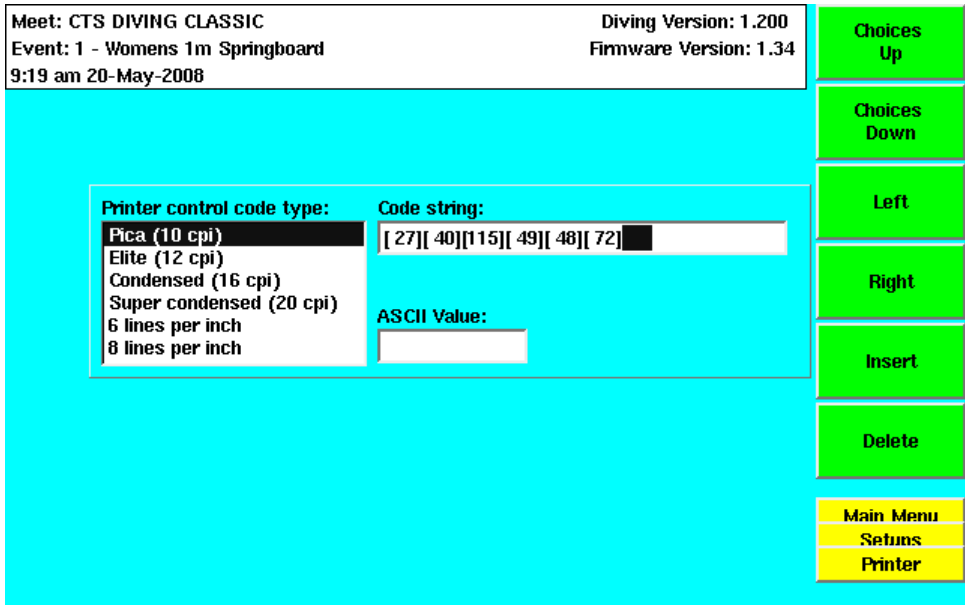 Meet: CTS DIVING CLASSIC
Diving Version: 1.200
Event: 1 - Womens 1m Springboard
Firmware Version: 1.34
9:19 am 20-May-2008
Choices
Up
Choices
Down
Left
Right
Insert
Delete
Main Menu
Setups
Printer
Printer control code type:
Pica (10 cpi)
Elite (12 cpi)
Condensed (16 cpi)
Super condensed (20 cpi)
6 lines per inch
8 lines per inch
Code string:
[ 27][ 40][115][ 49][ 48][ 72]
ASCII Value: